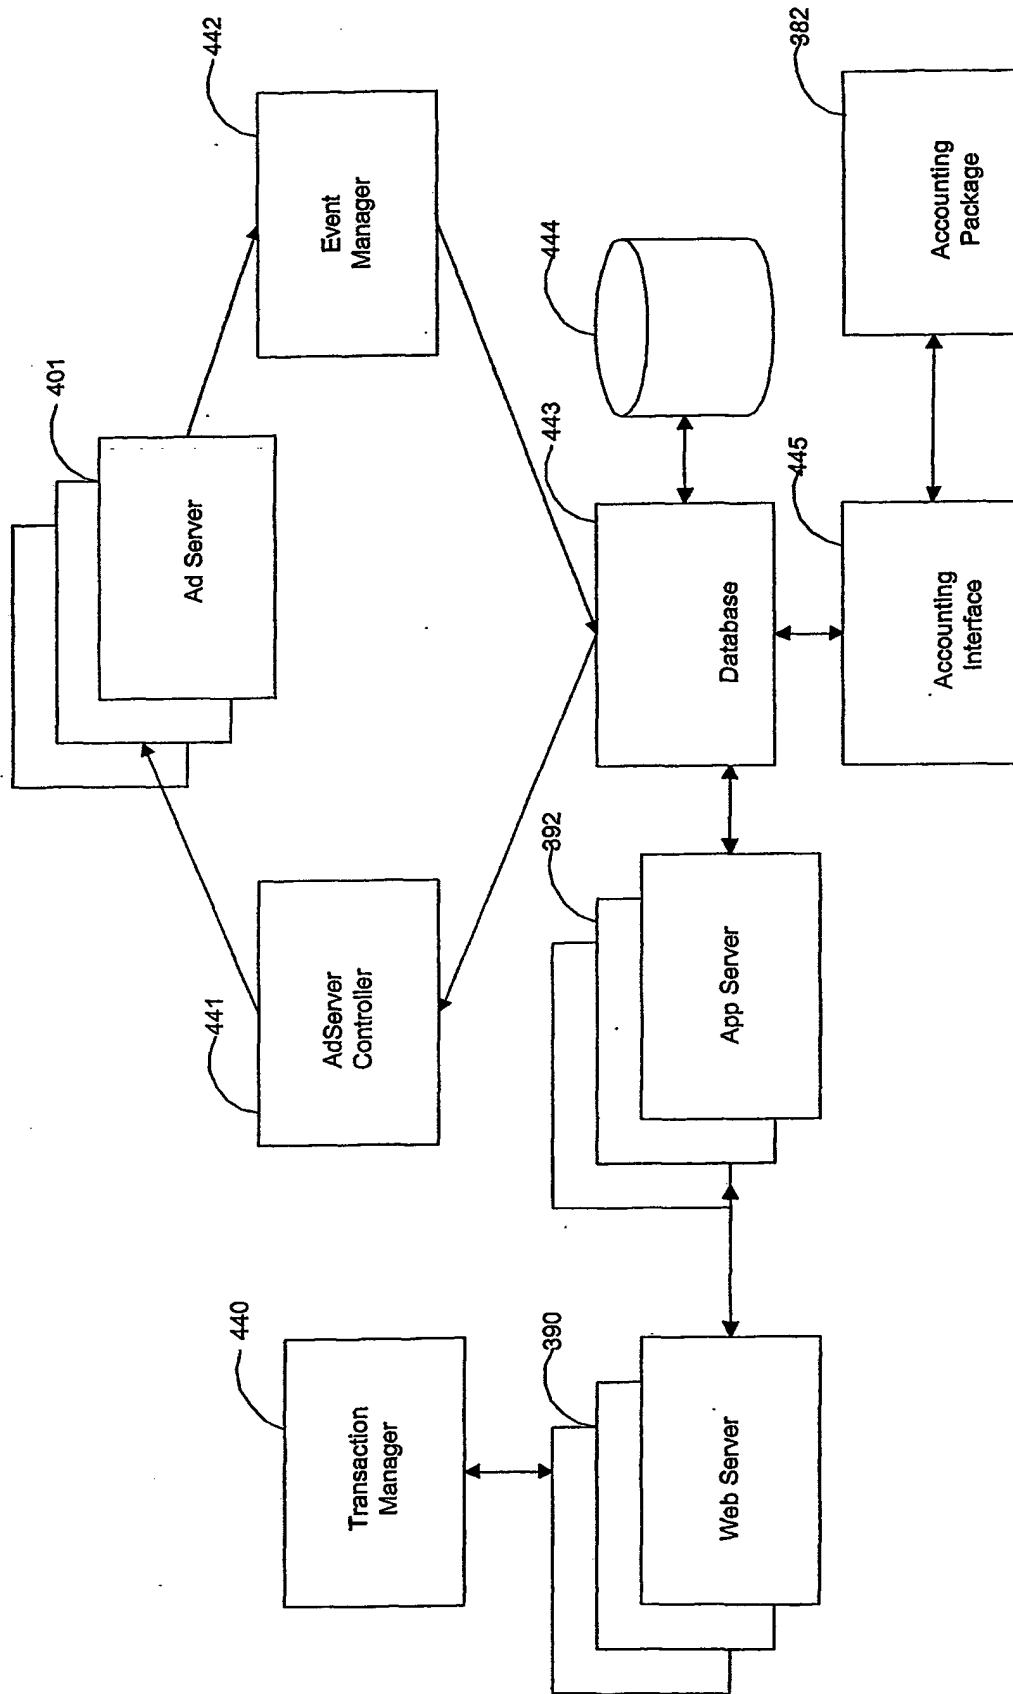 440
Transaction
Manager
390
Web Server
441
AdServer
Controller
392
App Server
401
Ad Server
442
Event
Manager
443
Database
444
445
Accounting
Interface
382
Accounting
Package